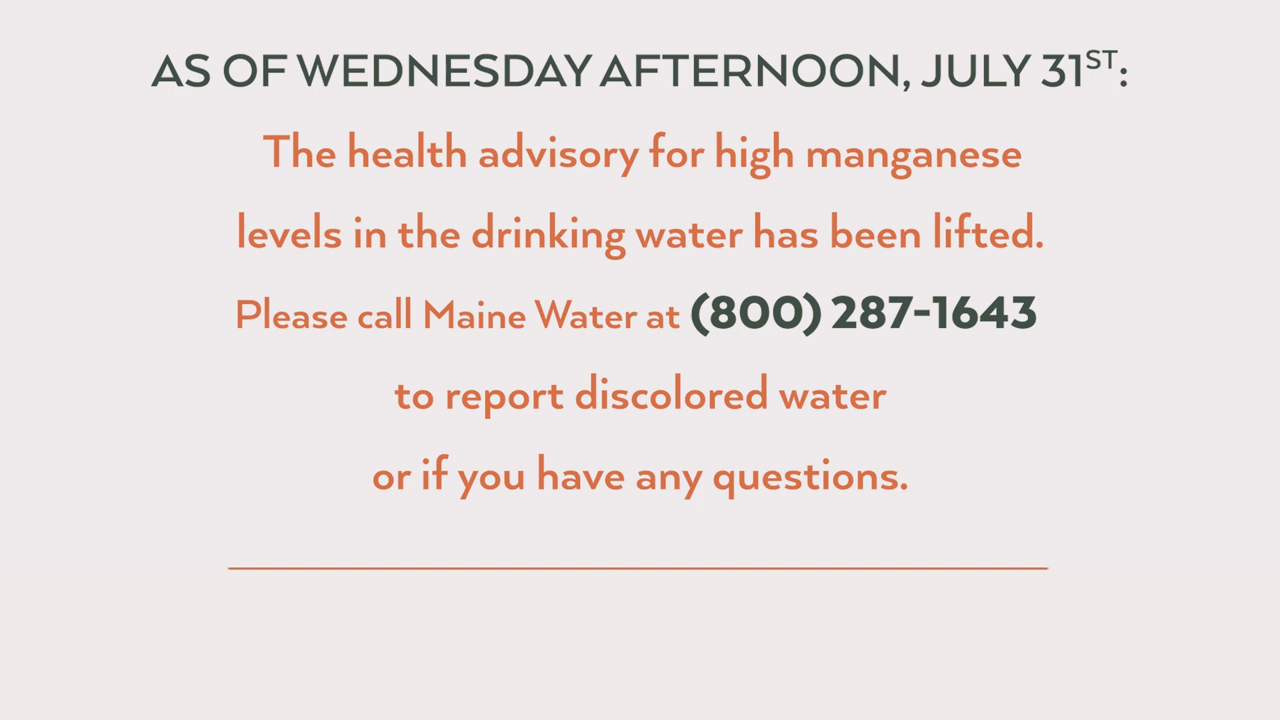 AS OF WEDNESDAY AFTERNOON, JULY 31ST:
The health advisory for high manganese
levels in the drinking water has been lifted.
Please call Maine Water at (800) 287-1643
to report discolored water
or if you have any questions.